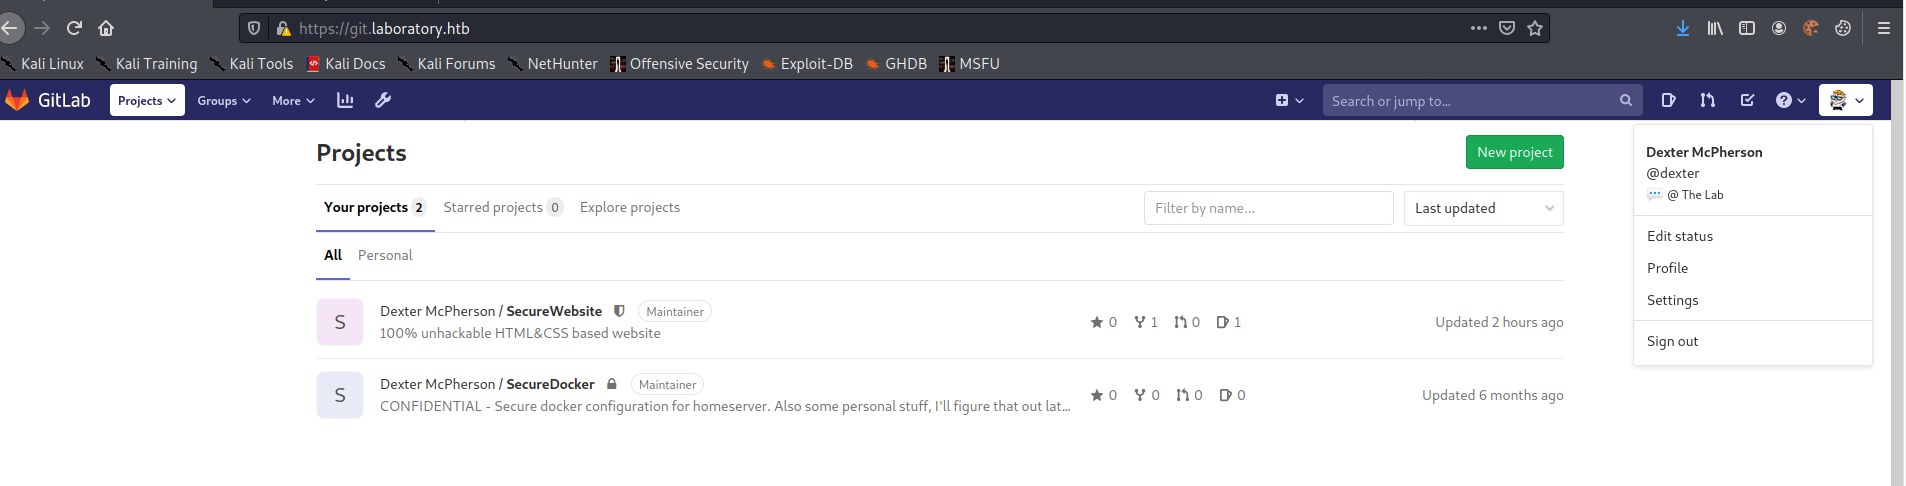 https://git.laboratory.htb
Kali Linux Kali Training Kali Tools Kali Docs Kali Forums NetHunter Offensive Security Exploit-DB GHDB MSFU
GitLab Projects Groups More Search or jump to...
Projects New project
Your projects 2 Starred projects 0 Explore projects Filter by name... Last updated
All Personal
S
Dexter McPherson / SecureWebsite Maintainer
100% unhackable HTML&CSS based website
0 1 0 1 Updated 2 hours ago
S
Dexter McPherson / SecureDocker Maintainer
CONFIDENTIAL - Secure docker configuration for homeserver. Also some personal stuff, I'll figure that out lat...
0 0 0 0 Updated 6 months ago
Dexter McPherson
@dexter
@ The Lab
Edit status
Profile
Settings
Sign out